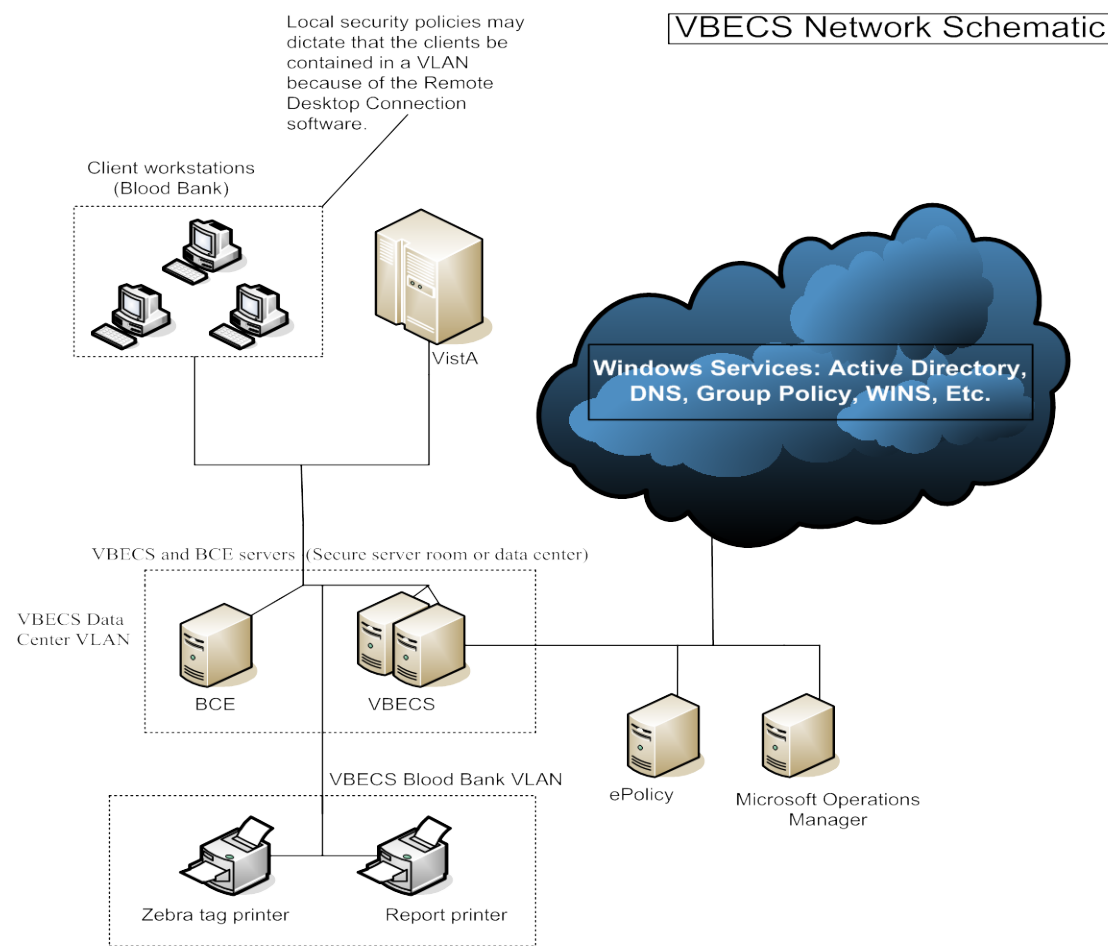 VBECS Network Schematic
Local security policies may
dictate that the clients be
contained in a VLAN
because of the Remote
Desktop Connection
software.
Client workstations
(Blood Bank)
VistA
Windows Services: Active Directory,
DNS, Group Policy, WINS, Etc.
VBECS and BCE servers (Secure server room or data center)
VBECS Data
Center VLAN
BCE
VBECS
ePolicy
Microsoft Operations
Manager
VBECS Blood Bank VLAN
Zebra tag printer
Report printer